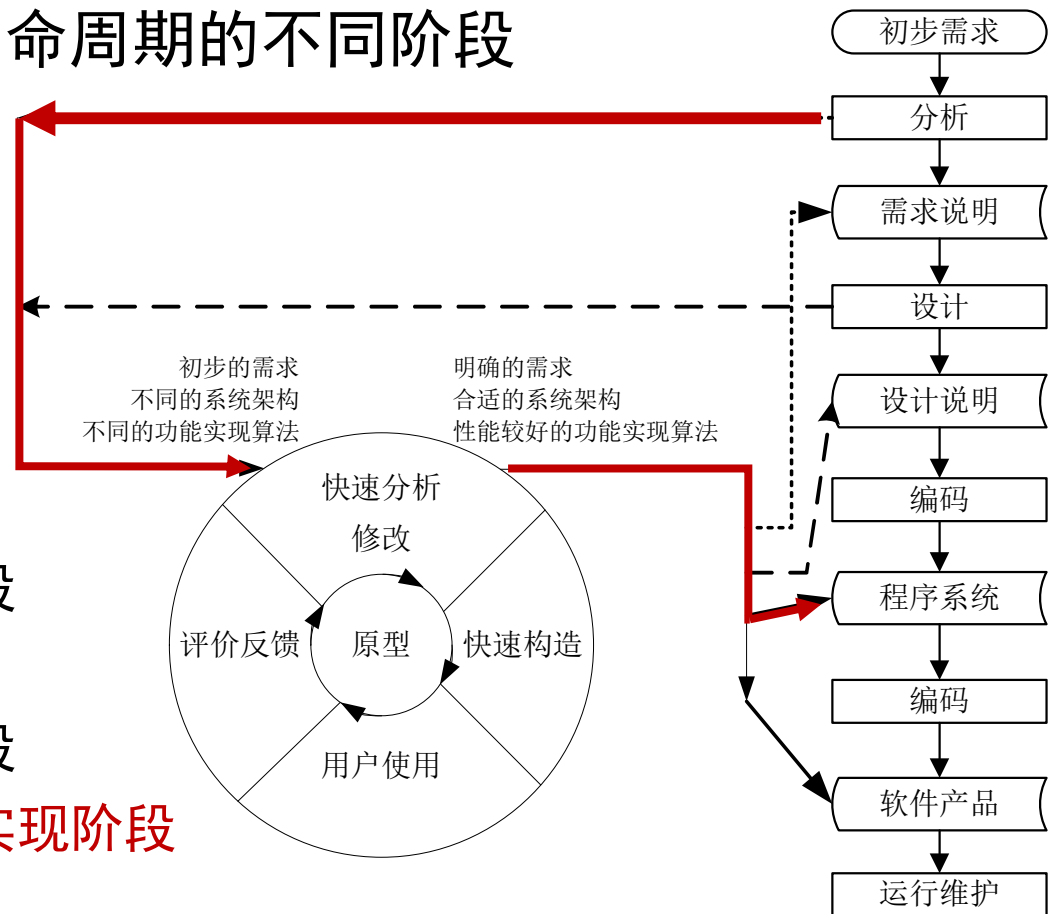 命周期的不同阶段
初步需求
分析
需求说明
设计
初步的需求
不同的系统架构
不同的功能实现算法
明确的需求
合适的系统架构
性能较好的功能实现算法
设计说明
快速分析
修改
编码
段
程序系统
评价反馈
原型
快速构造
编码
段
用户使用
软件产品
实现阶段
运行维护